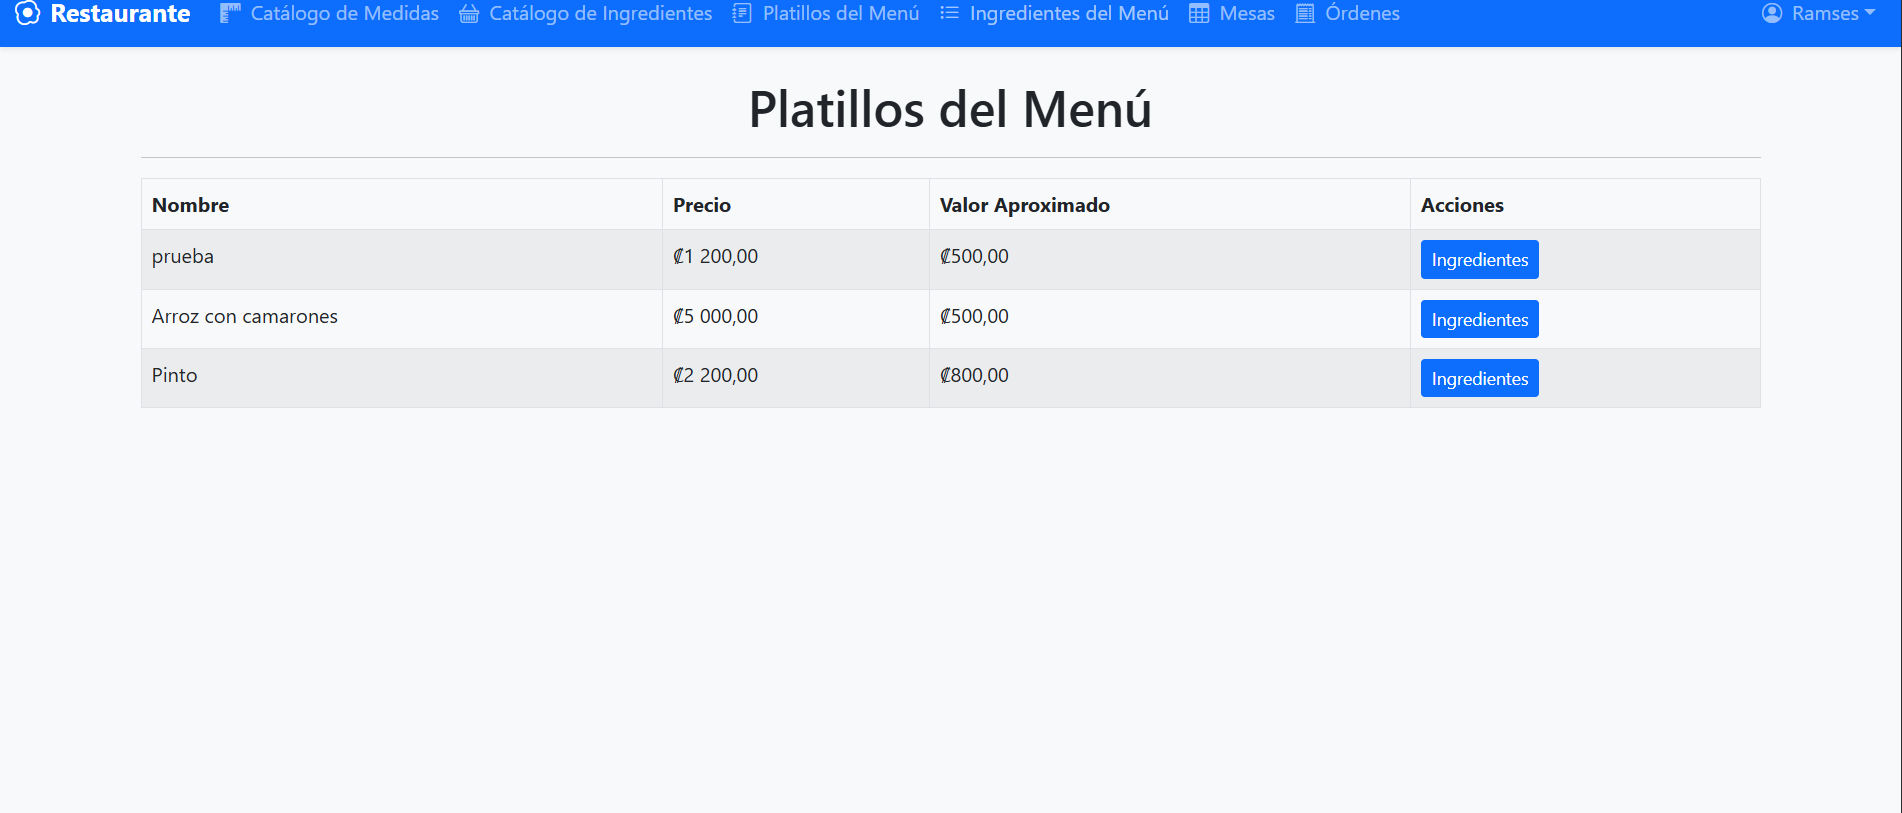 Restaurante Catálogo de Medidas Catálogo de Ingredientes Platillos del Menú Ingredientes del Menú Mesas Órdenes Ramses
Platillos del Menú
Nombre Precio Valor Aproximado Acciones
prueba ₡1 200,00 ₡500,00 Ingredientes
Arroz con camarones ₡5 000,00 ₡500,00 Ingredientes
Pinto ₡2 200,00 ₡800,00 Ingredientes